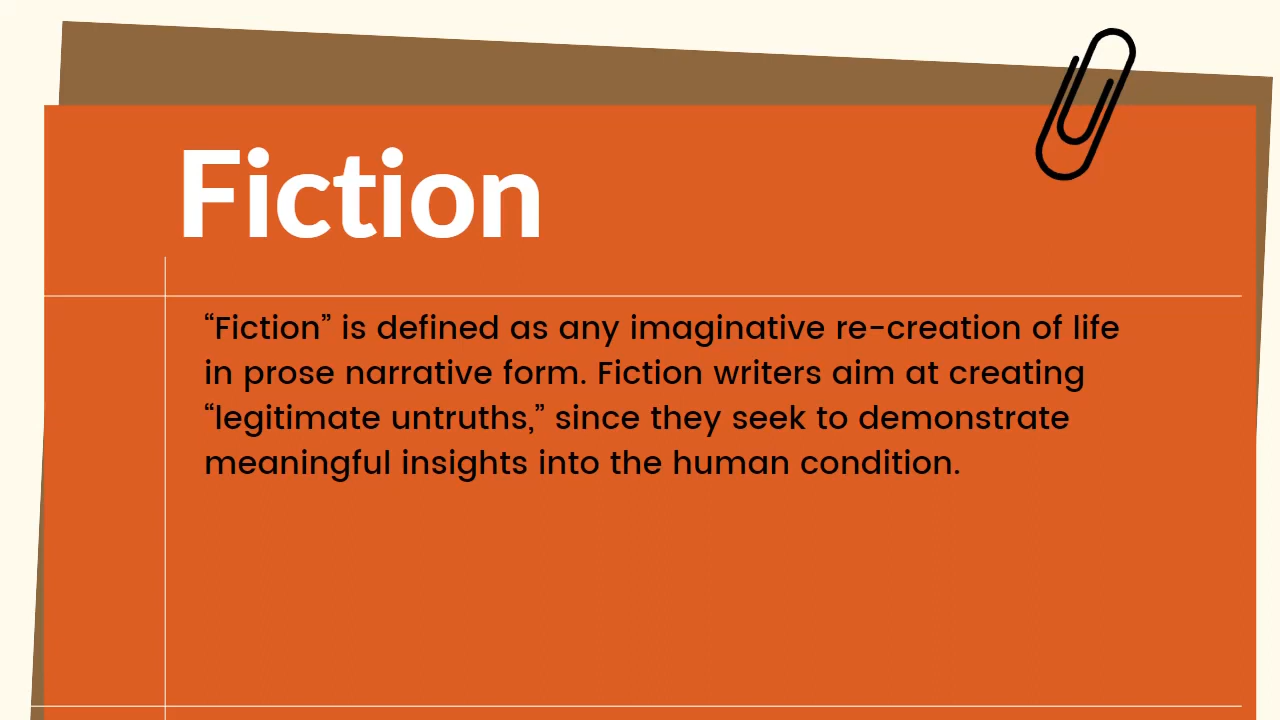 Fiction
“Fiction” is defined as any imaginative re-creation of life
in prose narrative form. Fiction writers aim at creating
“legitimate untruths,” since they seek to demonstrate
meaningful insights into the human condition.